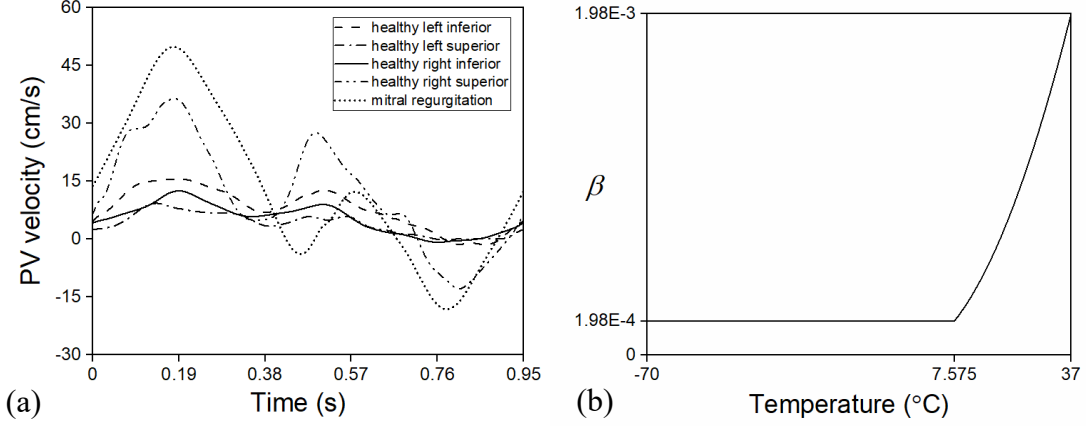 60
45
30
15
0
-15
-30
PV velocity (cm/s)
healthy left inferior
healthy left superior
healthy right inferior
healthy right superior
mitral regurgitation
0
0.19
0.38
0.57
0.76
0.95
Time (s)
(a)
1.98E-3
β
1.98E-4
0
-70
7.575
37
Temperature (°C)
(b)